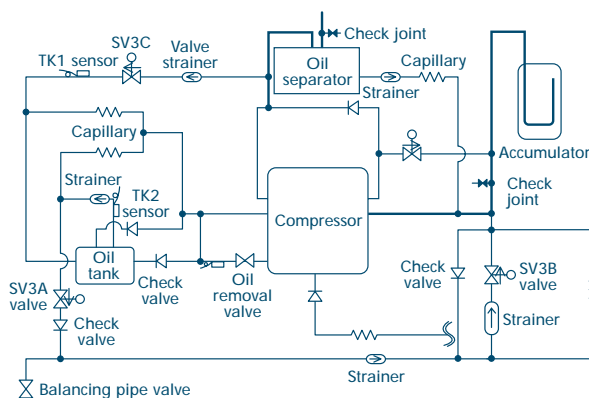 SV3C
TK1 sensor
Valve
strainer
Check joint
Oil
separator
Capillary
Strainer
Accumulator
Capillary
Check
joint
Strainer
TK2
sensor
Compressor
Oil
tank
Check
valve
Oil
removal
valve
Check
valve
SV3B
valve
SV3A
valve
Check
valve
Strainer
Strainer
Balancing pipe valve